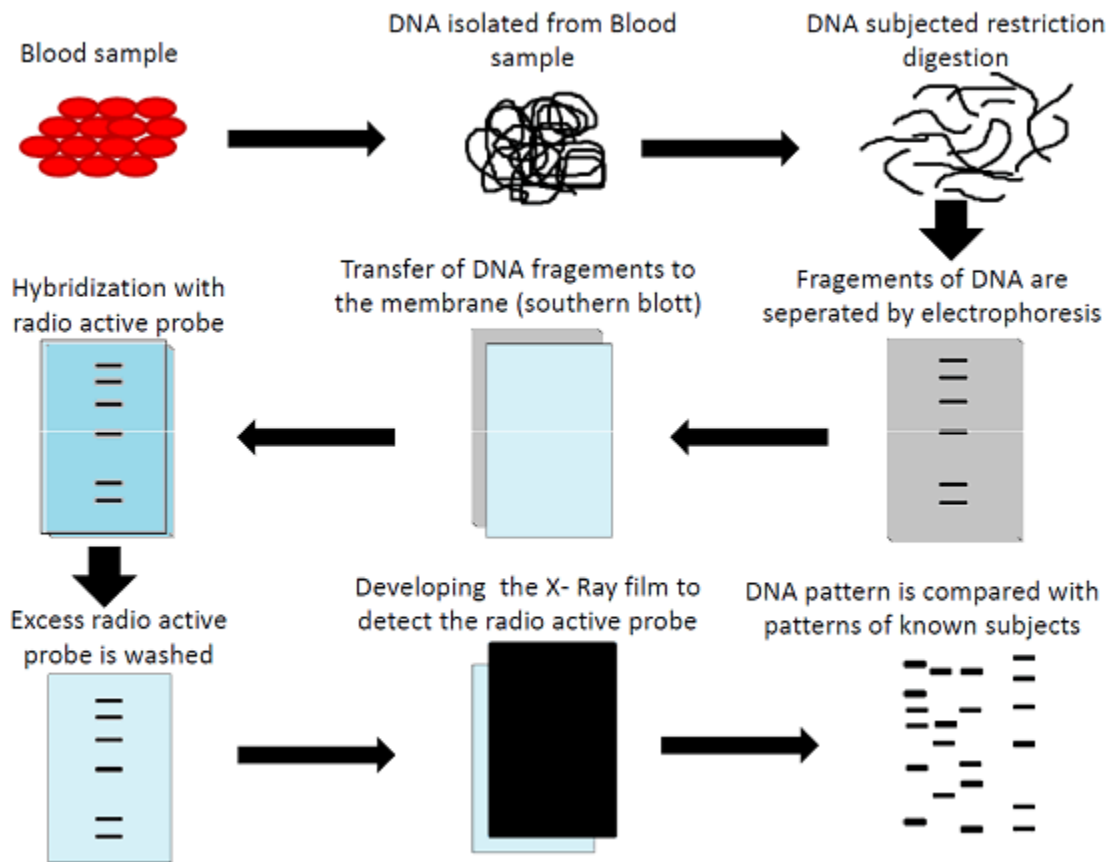 Blood sample
DNA isolated from Blood
sample
DNA subjected restriction
digestion
Fragements of DNA are
seperated by electrophoresis
Transfer of DNA fragements to
the membrane (southern blott)
Hybridization with
radio active probe
Excess radio active
probe is washed
Developing the X- Ray film to
detect the radio active probe
DNA pattern is compared with
patterns of known subjects